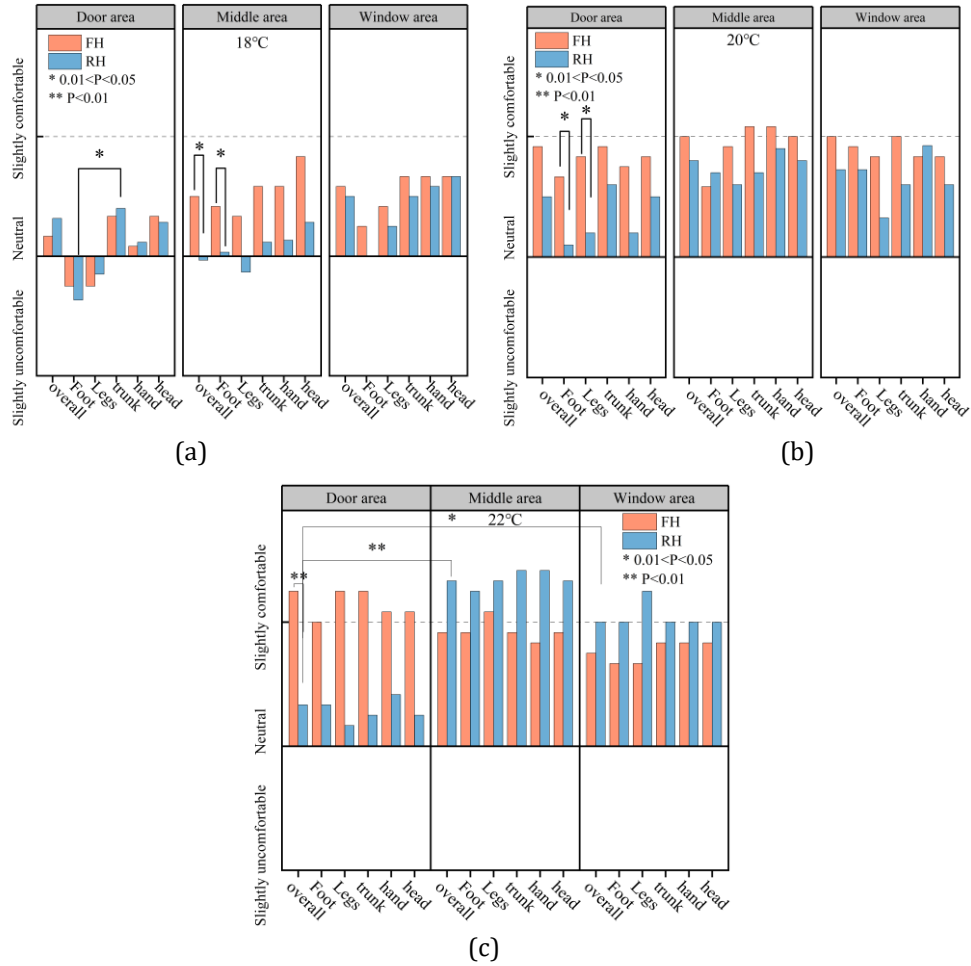 Door area Middle area Window area
FH
RH
* 0.01<P<0.05
** P<0.01
18℃
*
* *
Slightly comfortable
Neutral
Slightly uncomfortable
overall Foot Legs trunk hand head overall Foot Legs trunk hand head overall Foot Legs trunk hand head
(a)
Door area Middle area Window area
FH
RH
* 0.01<P<0.05
** P<0.01
20℃
* *
Slightly comfortable
Neutral
Slightly uncomfortable
overall Foot Legs trunk hand head overall Foot Legs trunk hand head overall Foot Legs trunk hand head
(b)
Door area Middle area Window area
* 22℃
FH
RH
* 0.01<P<0.05
** P<0.01
**
**
Slightly comfortable
Neutral
Slightly uncomfortable
overall Foot Legs trunk hand head overall Foot Legs trunk hand head overall Foot Legs trunk hand head
(c)